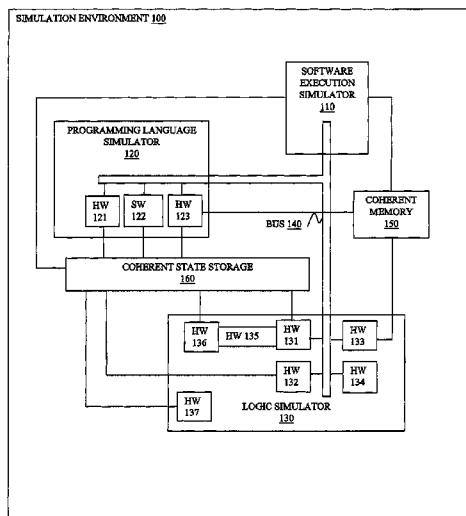 SIMULATION ENVIRONMENT 100
SOFTWARE
EXECUTION
SIMULATOR
110
PROGRAMMING LANGUAGE
SIMULATOR
120
HW
121
SW
122
HW
123
BUS 140
COHERENT
MEMORY
150
COHERENT STATE STORAGE
160
HW
136
HW 135
HW
131
HW
133
HW
132
HW
134
HW
137
LOGIC SIMULATOR
130